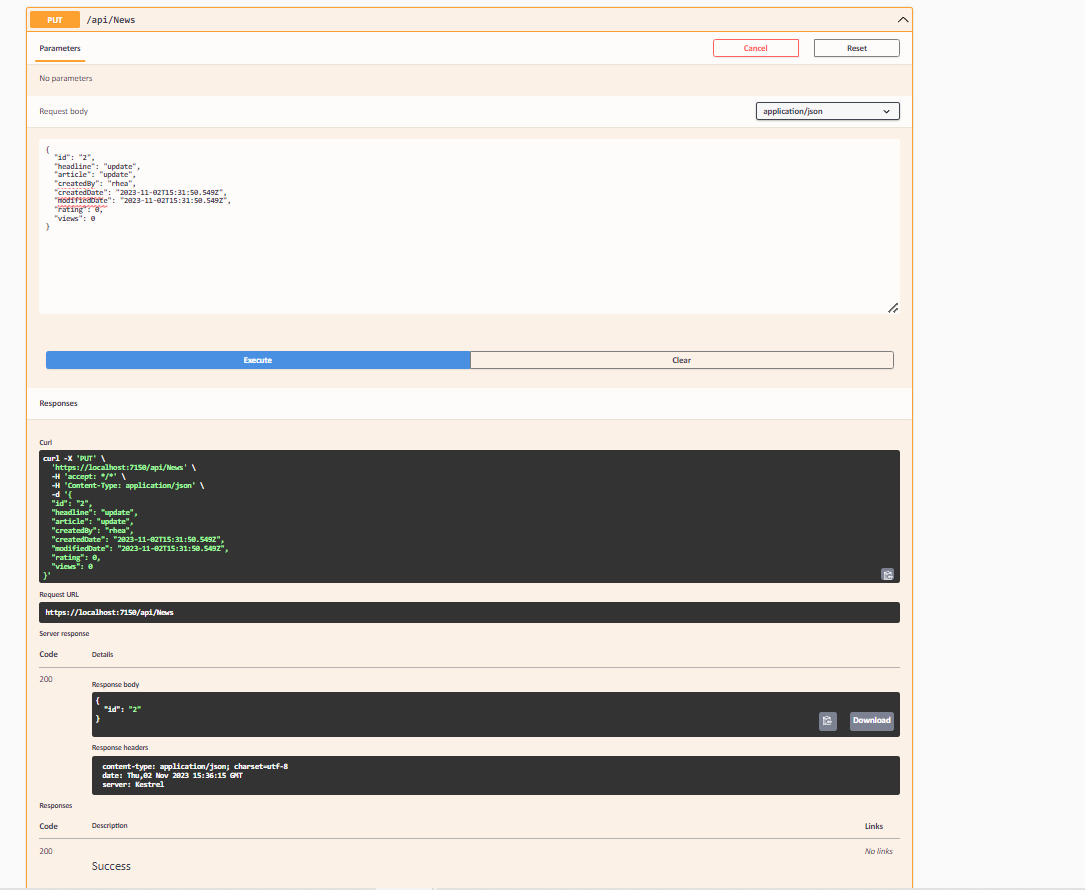 PUT /api/News
Parameters Cancel Reset
No parameters
Request body application/json
{
"id": "2",
"headline": "update",
"article": "update",
"createdBy": "rhea",
"createdDate": "2023-11-02T15:31:50.549Z",
"modifiedDate": "2023-11-02T15:31:50.549Z",
"rating": 0,
"views": 0
}
Execute Clear
Responses
Curl
curl -X 'PUT' \
'https://localhost:7150/api/News' \
-H 'accept: */*' \
-H 'Content-Type: application/json' \
-d '{
"id": "2",
"headline": "update",
"article": "update",
"createdBy": "rhea",
"createdDate": "2023-11-02T15:31:50.549Z",
"modifiedDate": "2023-11-02T15:31:50.549Z",
"rating": 0,
"views": 0
}'
Request URL
https://localhost:7150/api/News
Server response
Code Details
200
Response body
{
"id": "2"
}
Download
Response headers
content-type: application/json; charset=utf-8
date: Thu,02 Nov 2023 15:36:15 GMT
server: Kestrel
Responses
Code Description Links
200 No links
Success